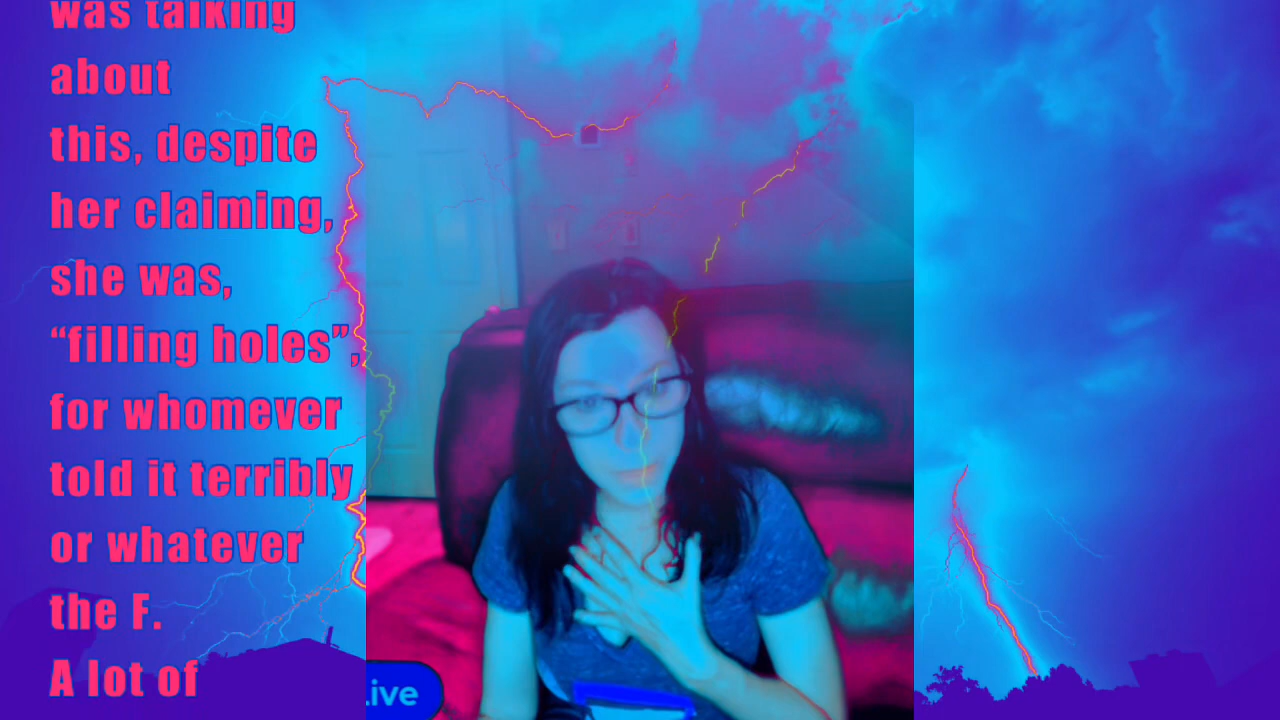 was talking
about
this, despite
her claiming,
she was,
“filling holes”,
for whomever
told it terribly
or whatever
the F.
A lot of
Live